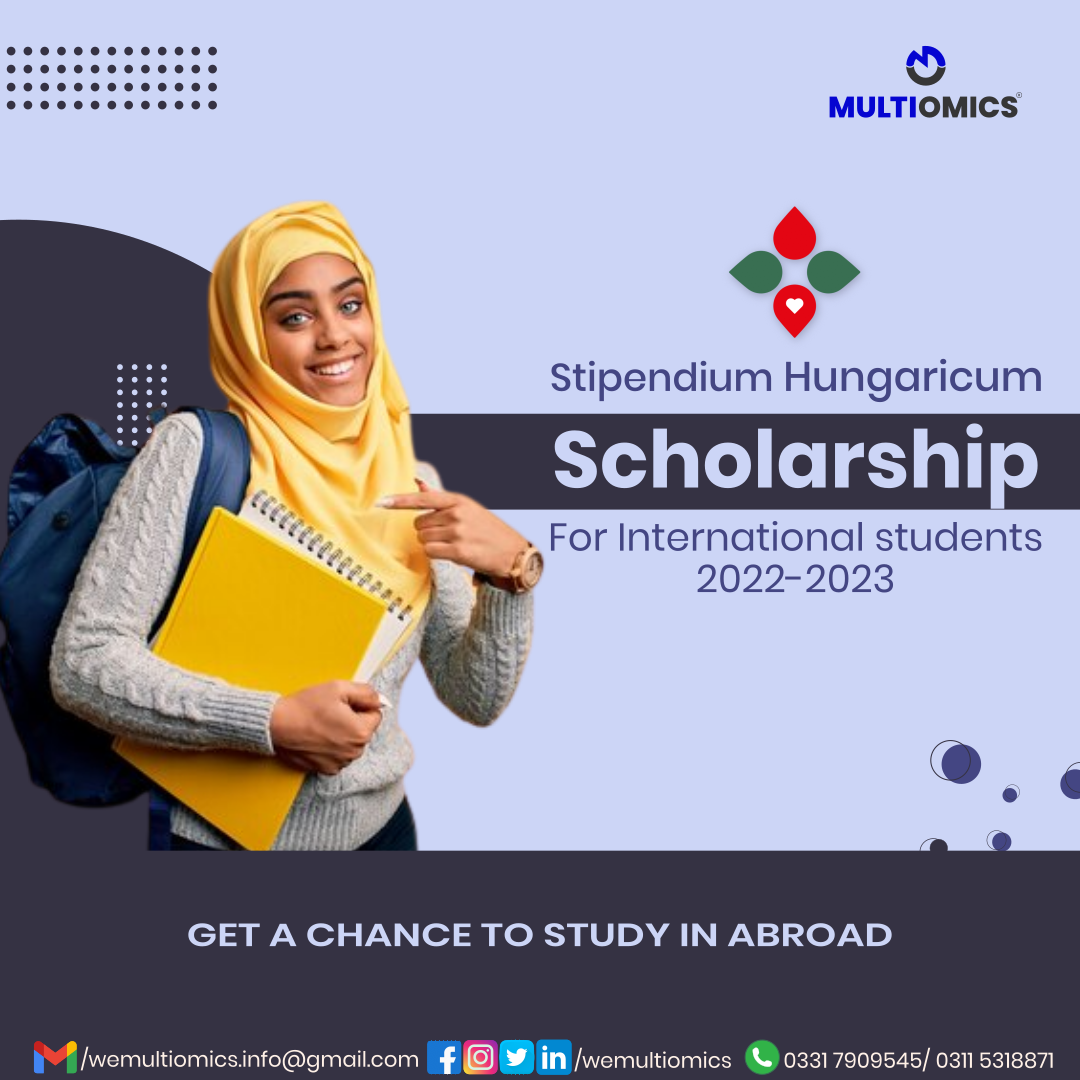 MULTIOMICS®
Stipendium Hungaricum
Scholarship
For International students
2022-2023
GET A CHANCE TO STUDY IN ABROAD
/wemultiomics.info@gmail.com /wemultiomics 0331 7909545/ 0311 5318871